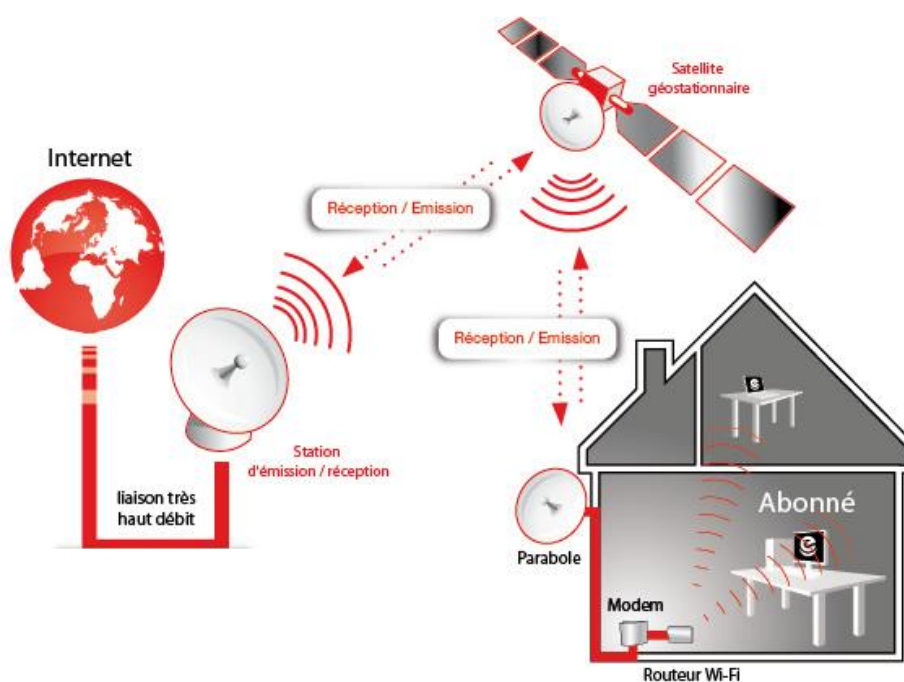 Satellite
géostationnaire
Internet
Réception / Emission
Réception / Emission
Station
d'émission / réception
liaison très
haut débit
Abonné
Parabole
Modem
Routeur Wi-Fi